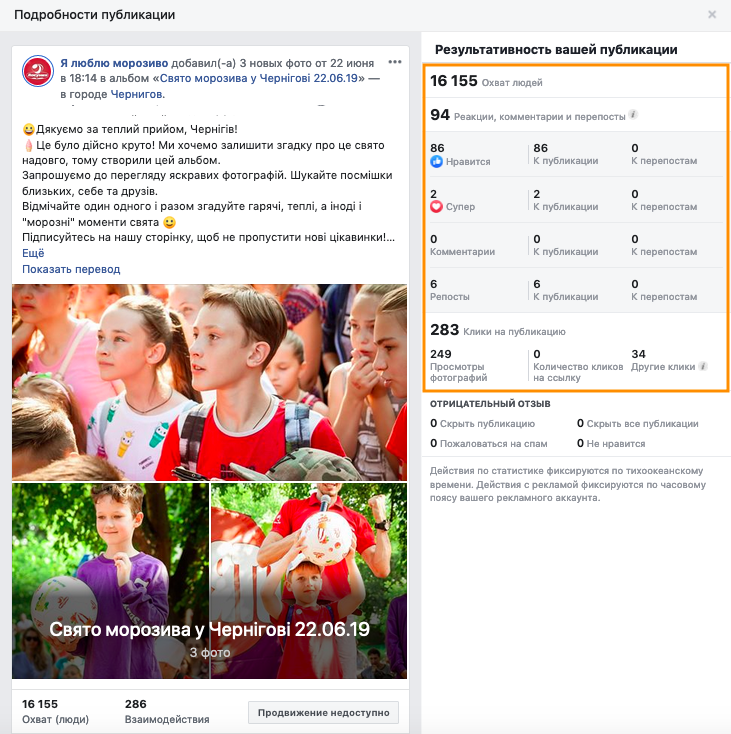 Подробности публикации
×
Я люблю морозиво добавил(-а) 3 новых фото от 22 июня
в 18:14 в альбом «Свято морозива у Чернігові 22.06.19» —
в городе Чернигов.
😀Дякуємо за теплий прийом, Чернігів!
Це було дійсно круто! Ми хочемо залишити згадку про це свято
надовго, тому створили цей альбом.
Запрошуємо до перегляду яскравих фотографій. Шукайте посмішки
близьких, себе та друзів.
Відмічайте один одного і разом згадуйте гарячі, теплі, а іноді і
"морозні" моменти свята 😀
Підписуйтесь на нашу сторінку, щоб не пропустити нові цікавинки!...
Ещё
Показать перевод
Свято морозива у Чернігові 22.06.19
3 фото
16 155 286
Охват (люди) Взаимодействия
Продвижение недоступно
Результативность вашей публикации
16 155 Охват людей
94 Реакции, комментарии и перепосты i
86 86 0
Нравится К публикации К перепостам
2 2 0
Супер К публикации К перепостам
0 0 0
Комментарии К публикации К перепостам
6 6 0
Репосты К публикации К перепостам
283 Клики на публикацию
249 0 34
Просмотры Количество кликов Другие клики i
фотографий на ссылку
ОТРИЦАТЕЛЬНЫЙ ОТЗЫВ
0 Скрыть публикацию 0 Скрыть все публикации
0 Пожаловаться на спам 0 Не нравится
Действия по статистике фиксируются по тихоокеанскому
времени. Действия с рекламой фиксируются по часовому
поясу вашего рекламного аккаунта.